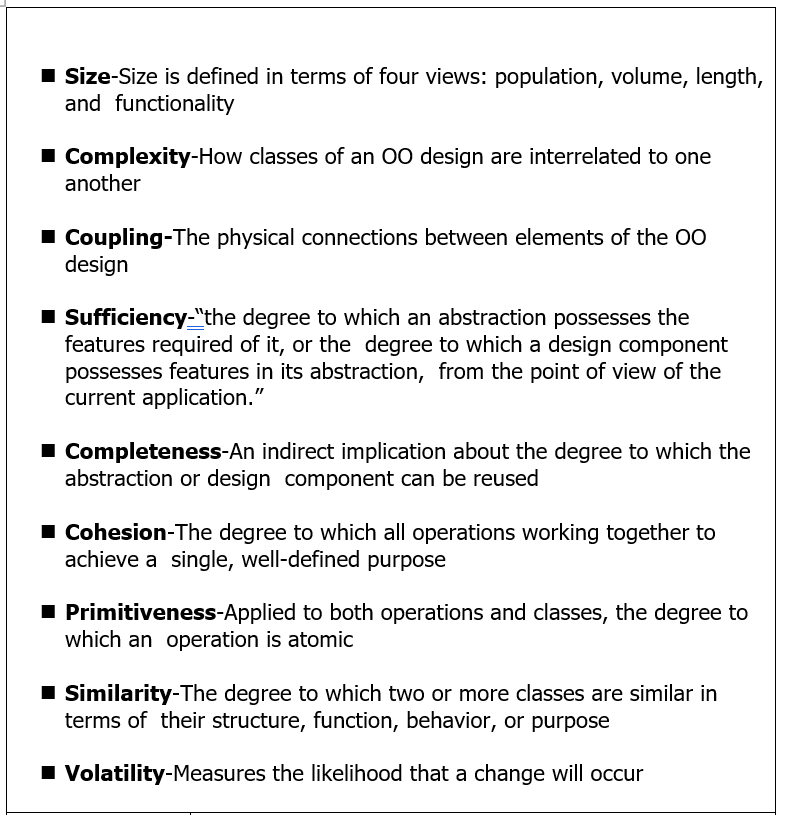 ■ Size-Size is defined in terms of four views: population, volume, length,
and  functionality
■ Complexity-How classes of an OO design are interrelated to one
another
■ Coupling-The physical connections between elements of the OO
design
■ Sufficiency-“the degree to which an abstraction possesses the
features required of it, or the  degree to which a design component
possesses features in its abstraction,  from the point of view of the
current application.”
■ Completeness-An indirect implication about the degree to which the
abstraction or design  component can be reused
■ Cohesion-The degree to which all operations working together to
achieve a  single, well-defined purpose
■ Primitiveness-Applied to both operations and classes, the degree to
which an  operation is atomic
■ Similarity-The degree to which two or more classes are similar in
terms of  their structure, function, behavior, or purpose
■ Volatility-Measures the likelihood that a change will occur